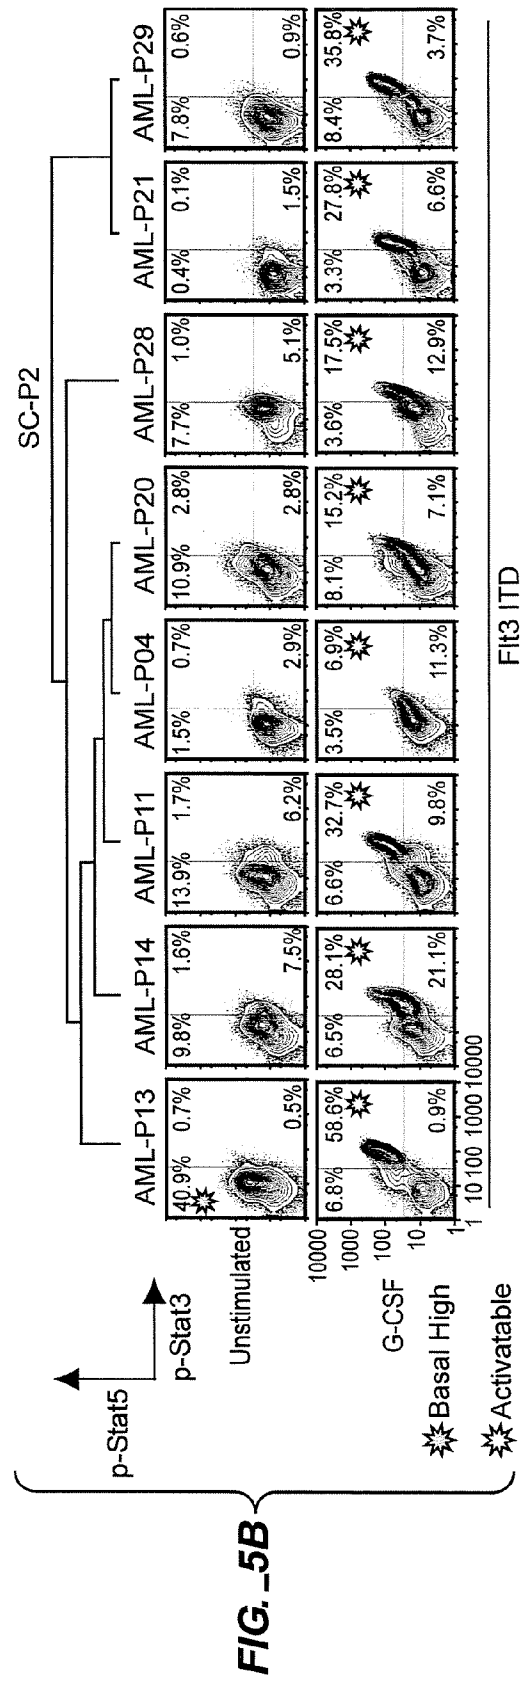 FIG._5B
SC-P2
p-Stat5
p-Stat3
AML-P13 AML-P14 AML-P11 AML-P04 AML-P20 AML-P28 AML-P21 AML-P29
Unstimulated
40.9% 0.7% 9.8% 1.6% 13.9% 1.7% 1.5% 0.7% 10.9% 2.8% 7.7% 1.0% 0.4% 0.1% 7.8% 0.6%
0.5% 7.5% 6.2% 2.9% 2.8% 5.1% 1.5% 0.9%
G-CSF
10000
1000
100
10
1
6.8% 58.6% 6.5% 28.1% 6.6% 32.7% 3.5% 6.9% 8.1% 15.2% 3.6% 17.5% 3.3% 27.8% 8.4% 35.8%
0.9% 21.1% 9.8% 11.3% 7.1% 12.9% 6.6% 3.7%
1 10 100 1000 10000
Basal High
Activatable
Flt3 ITD